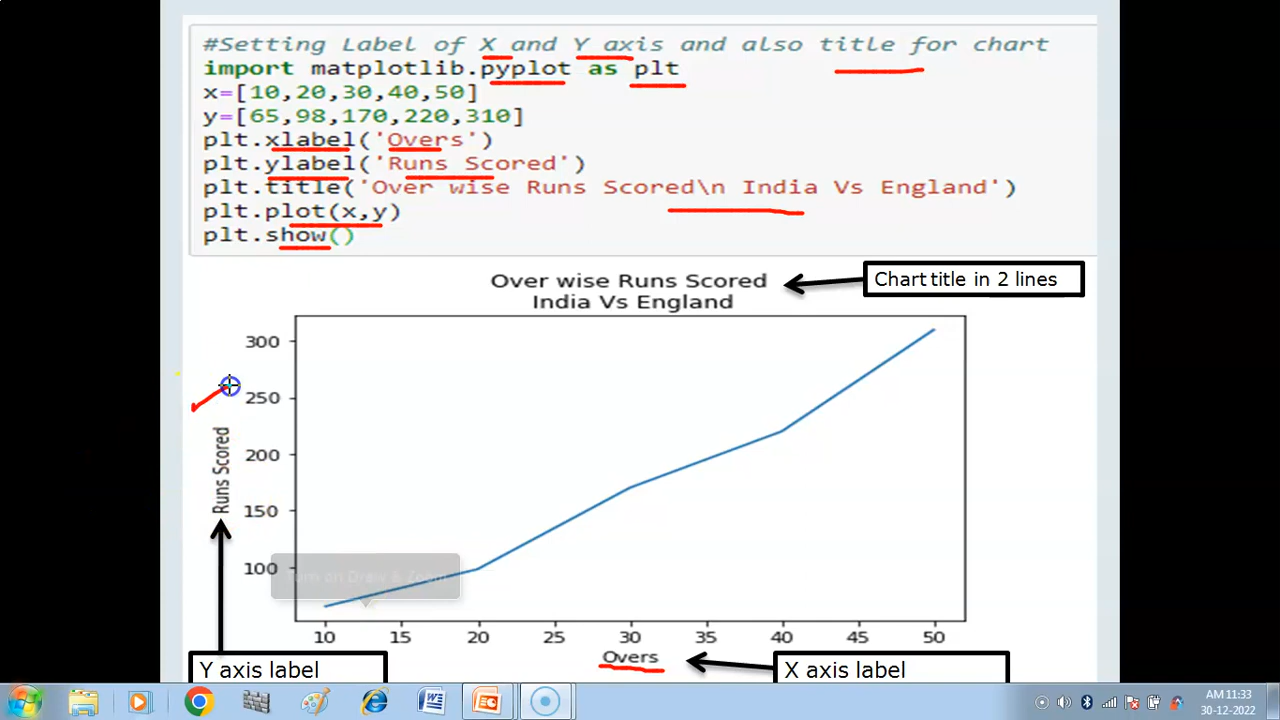 #Setting Label of X and Y axis and also title for chart
import matplotlib.pyplot as plt
x=[10,20,30,40,50]
y=[65,98,170,220,310]
plt.xlabel('Overs')
plt.ylabel('Runs Scored')
plt.title('Over wise Runs Scored\n India Vs England')
plt.plot(x,y)
plt.show()
Over wise Runs Scored
India Vs England
Chart title in 2 lines
300
250
200
150
100
Runs Scored
Turn on Draw & Zoom
10 15 20 25 30 35 40 45 50
Overs
Y axis label
X axis label
AM 11:33
30-12-2022